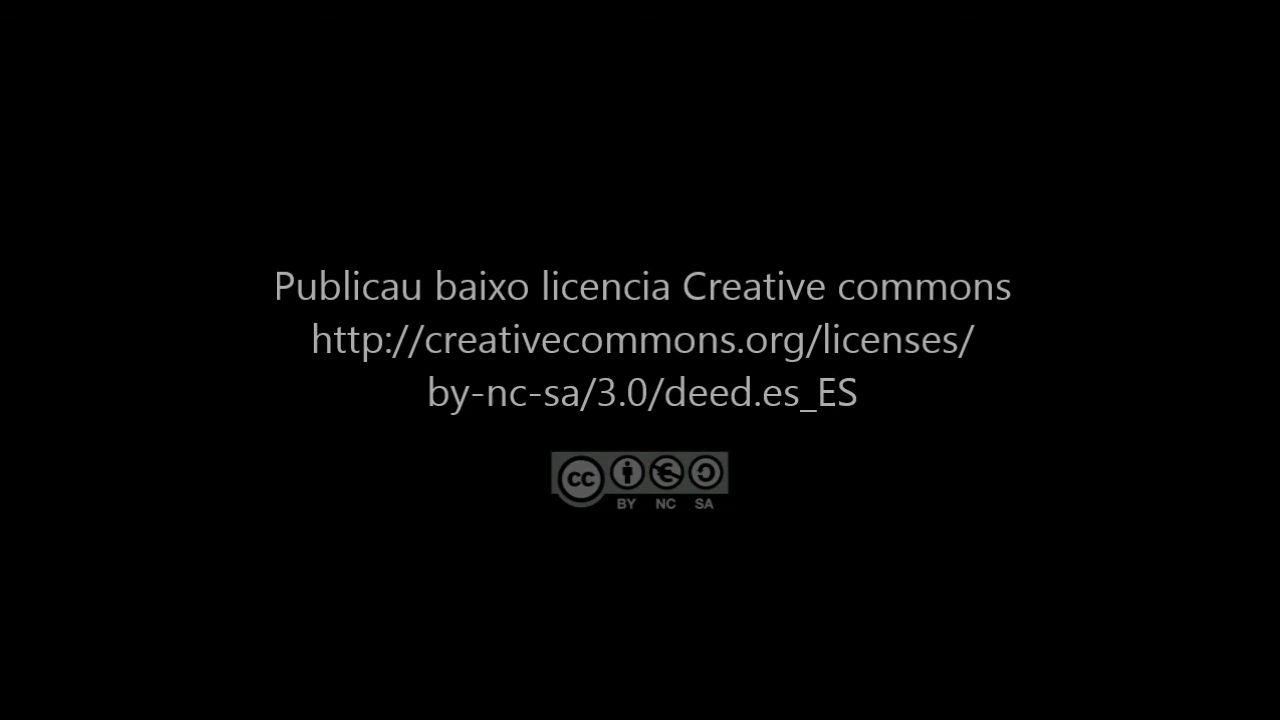 Publicau baixo licencia Creative commons
http://creativecommons.org/licenses/
by-nc-sa/3.0/deed.es_ES
cc
BY NC SA